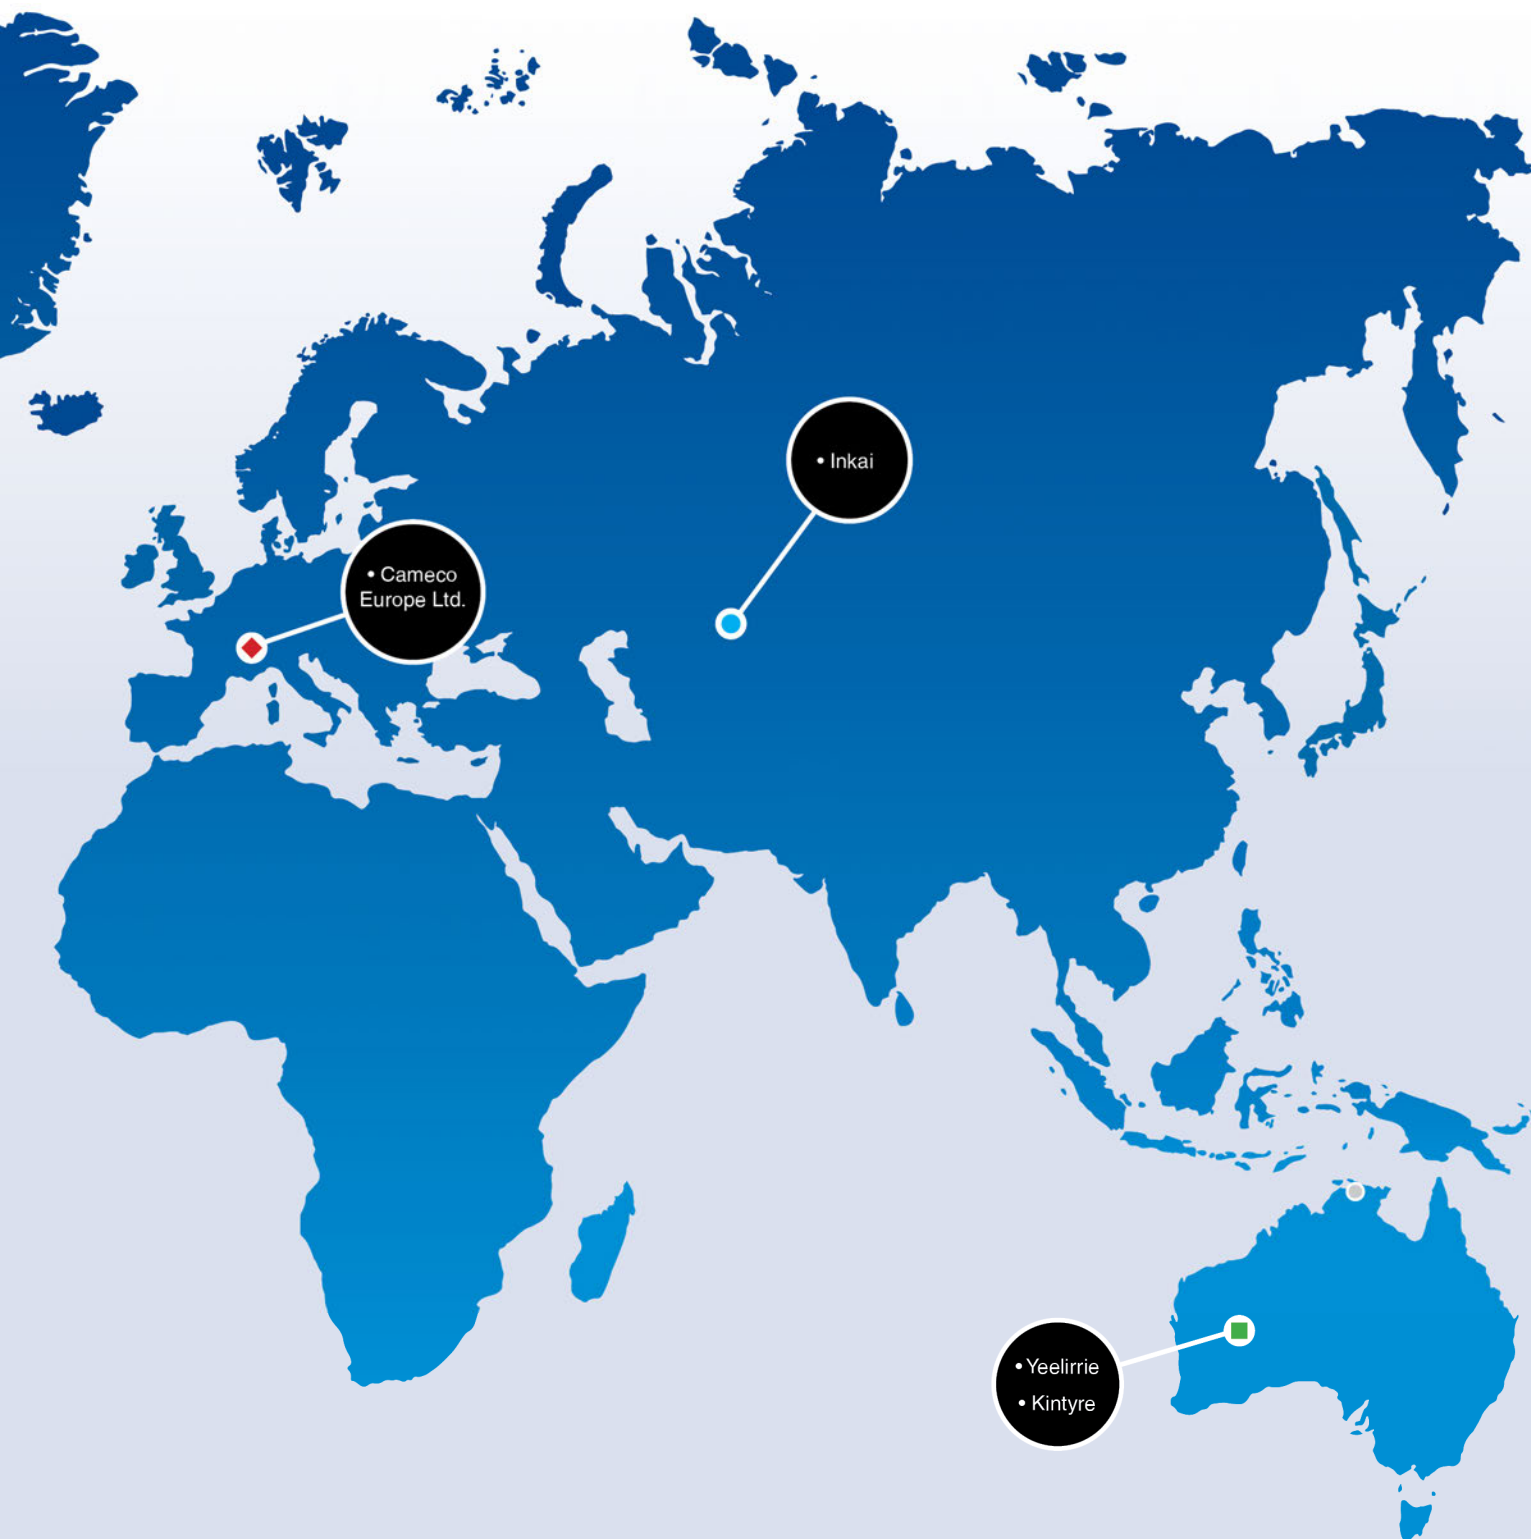 • Inkai
• Cameco
Europe Ltd.
• Yeelirrie
• Kintyre